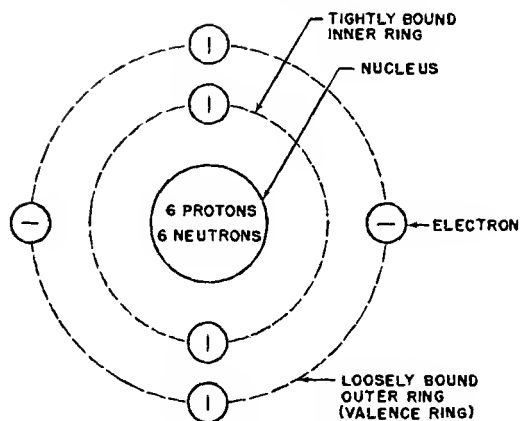 TIGHTLY BOUND
INNER RING
NUCLEUS
6 PROTONS
6 NEUTRONS
ELECTRON
LOOSELY BOUND
OUTER RING
(VALENCE RING)